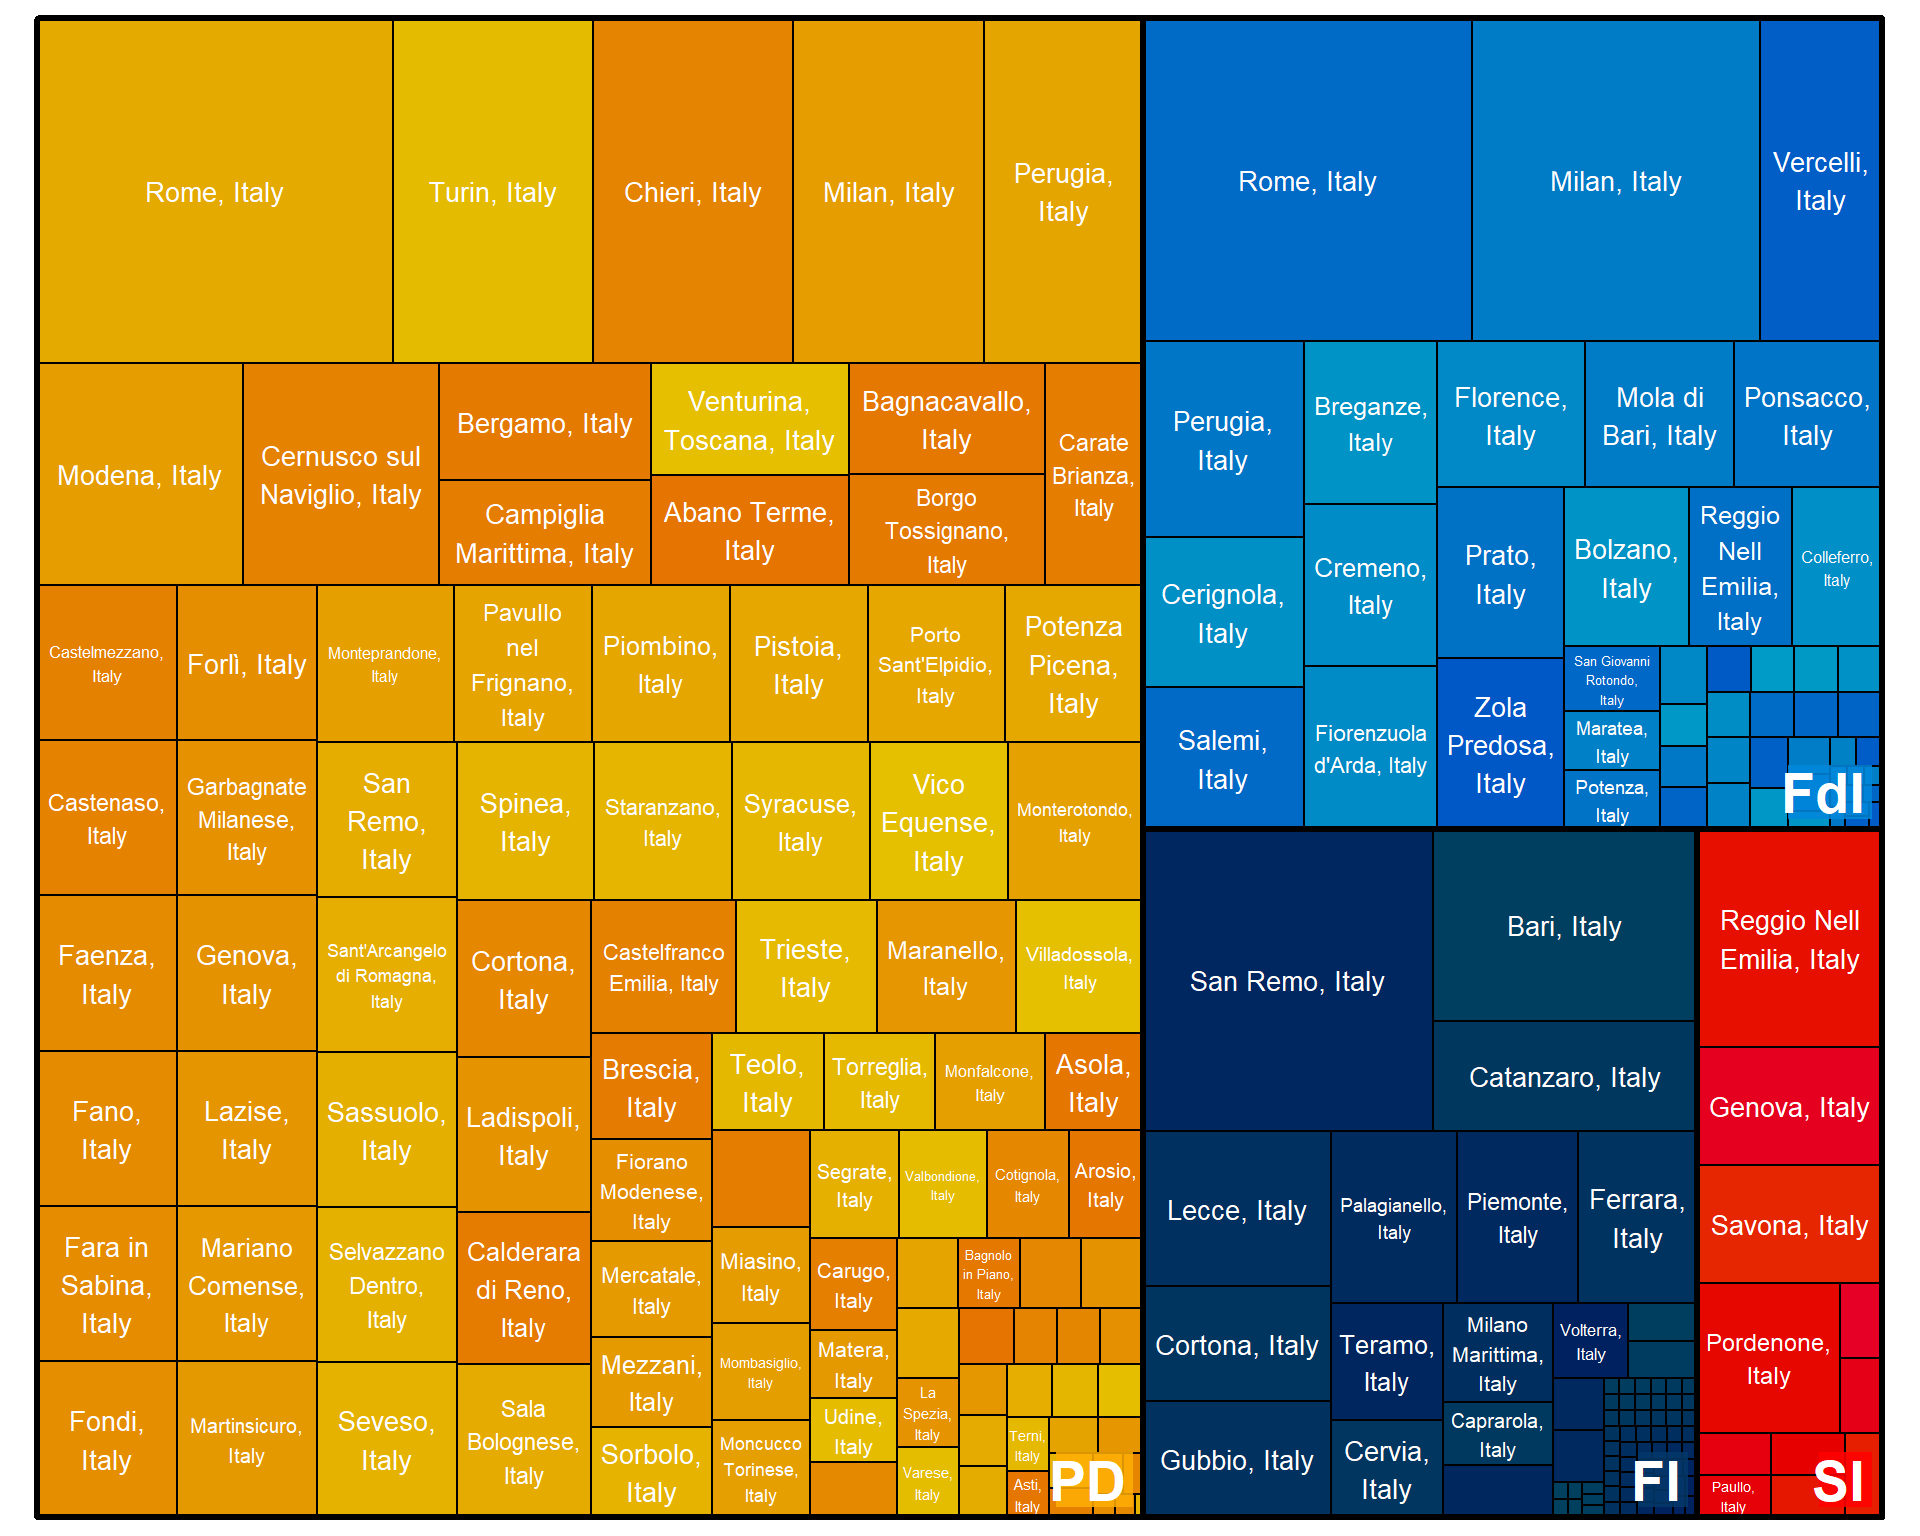 Rome, Italy
Turin, Italy
Chieri, Italy
Milan, Italy
Perugia,
Italy
Modena, Italy
Cernusco sul
Naviglio, Italy
Bergamo, Italy
Campiglia
Marittima, Italy
Venturina,
Toscana, Italy
Abano Terme,
Italy
Bagnacavallo,
Italy
Borgo
Tossignano,
Italy
Carate
Brianza,
Italy
Castelmezzano,
Italy
Forlì, Italy
Monteprandone,
Italy
Pavullo
nel
Frignano,
Italy
Piombino,
Italy
Pistoia,
Italy
Porto
Sant'Elpidio,
Italy
Potenza
Picena,
Italy
Castenaso,
Italy
Garbagnate
Milanese,
Italy
San
Remo,
Italy
Spinea,
Italy
Staranzano,
Italy
Syracuse,
Italy
Vico
Equense,
Italy
Monterotondo,
Italy
Faenza,
Italy
Genova,
Italy
Sant'Arcangelo
di Romagna,
Italy
Cortona,
Italy
Castelfranco
Emilia, Italy
Trieste,
Italy
Maranello,
Italy
Villadossola,
Italy
Fano,
Italy
Lazise,
Italy
Sassuolo,
Italy
Ladispoli,
Italy
Brescia,
Italy
Teolo,
Italy
Torreglia,
Italy
Monfalcone,
Italy
Asola,
Italy
Fiorano
Modenese,
Italy
Segrate,
Italy
Valbondione,
Italy
Cotignola,
Italy
Arosio,
Italy
Fara in
Sabina,
Italy
Mariano
Comense,
Italy
Selvazzano
Dentro,
Italy
Calderara
di Reno,
Italy
Mercatale,
Italy
Miasino,
Italy
Carugo,
Italy
Bagnolo
in Piano,
Italy
Mezzani,
Italy
Mombasiglio,
Italy
Matera,
Italy
Fondi,
Italy
Martinsicuro,
Italy
Seveso,
Italy
Sala
Bolognese,
Italy
Sorbolo,
Italy
Moncucco
Torinese,
Italy
Udine,
Italy
La
Spezia,
Italy
Varese,
Italy
Terni,
Italy
Asti,
Italy
PD
Rome, Italy
Milan, Italy
Vercelli,
Italy
Perugia,
Italy
Breganze,
Italy
Florence,
Italy
Mola di
Bari, Italy
Ponsacco,
Italy
Cerignola,
Italy
Cremeno,
Italy
Prato,
Italy
Bolzano,
Italy
Reggio
Nell
Emilia,
Italy
Colleferro,
Italy
Salemi,
Italy
Fiorenzuola
d'Arda, Italy
Zola
Predosa,
Italy
San Giovanni
Rotondo,
Italy
Maratea,
Italy
Potenza,
Italy
FdI
San Remo, Italy
Bari, Italy
Catanzaro, Italy
Lecce, Italy
Palagianello,
Italy
Piemonte,
Italy
Ferrara,
Italy
Cortona, Italy
Teramo,
Italy
Milano
Marittima,
Italy
Volterra,
Italy
Gubbio, Italy
Cervia,
Italy
Caprarola,
Italy
FI
Reggio Nell
Emilia, Italy
Genova, Italy
Savona, Italy
Pordenone,
Italy
Paullo,
Italy
SI